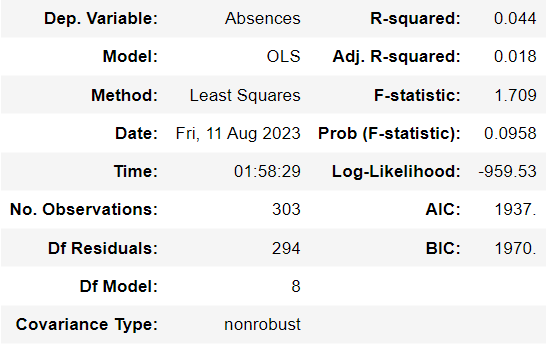 Dep. Variable: Absences R-squared: 0.044
Model: OLS Adj. R-squared: 0.018
Method: Least Squares F-statistic: 1.709
Date: Fri, 11 Aug 2023 Prob (F-statistic): 0.0958
Time: 01:58:29 Log-Likelihood: -959.53
No. Observations: 303 AIC: 1937.
Df Residuals: 294 BIC: 1970.
Df Model: 8
Covariance Type: nonrobust